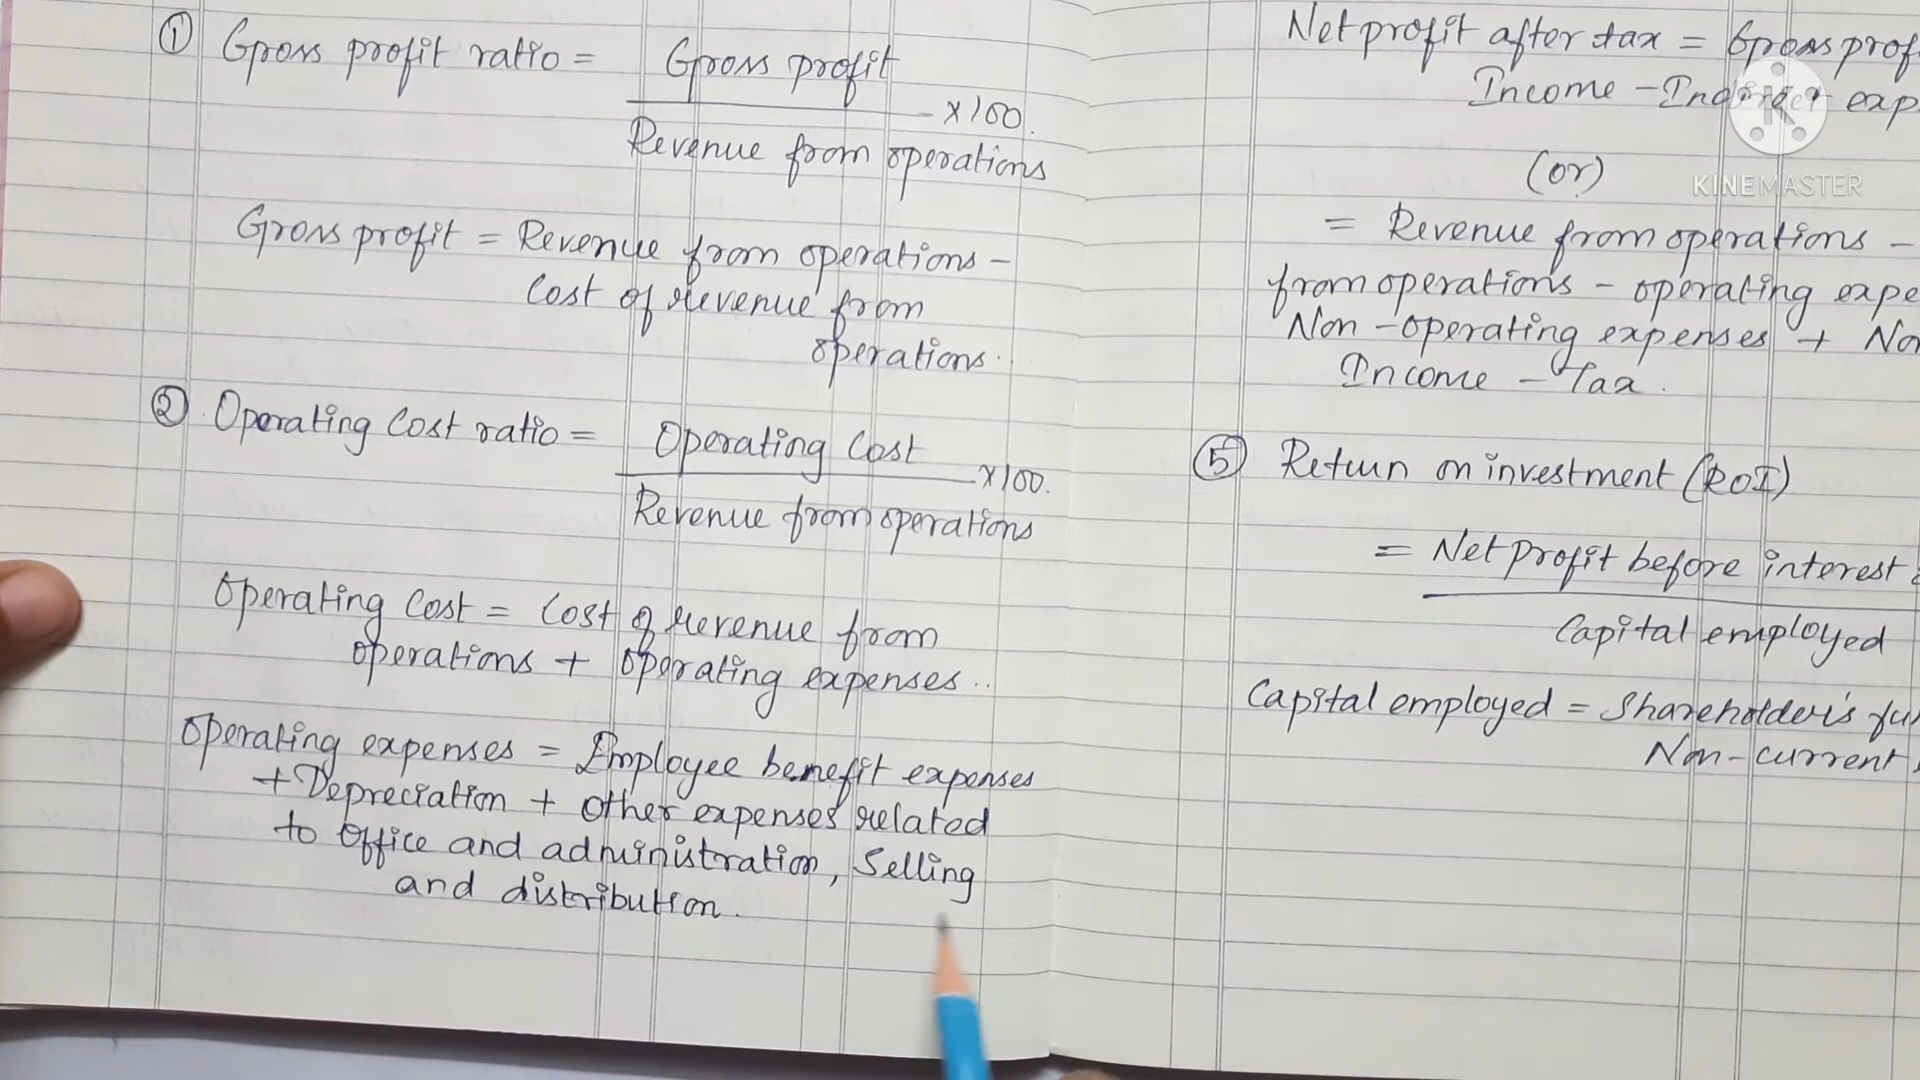 ① Gross profit ratio = Gross profit
×100.
Revenue from operations
Gross profit = Revenue from operations -
Cost of revenue from
operations.
② Operating Cost ratio = Operating Cost
×100.
Revenue from operations
Operating Cost = Cost of revenue from
operations + operating expenses..
Operating expenses = Employee benefit expenses
+ Depreciation + other expenses related
to office and administration, Selling
and distribution.
Net profit after tax = Gross prof
Income - Indirect exp
(or)
= Revenue from operations -
from operations - operating expe
Non-operating expenses + No
Income - Tax.
⑤ Return on investment (ROI)
= Net profit before interest
Capital employed
Capital employed = Shareholder's fu
Non-current
K
KINEMASTER